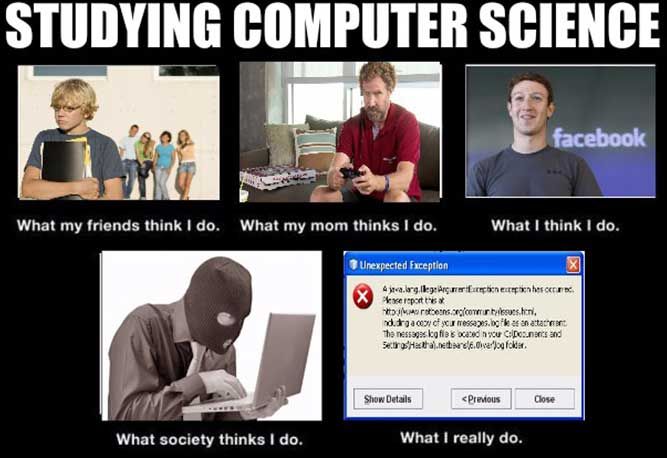 STUDYING COMPUTER SCIENCE
facebook
What my friends think I do.
What my mom thinks I do.
What I think I do.
Unexpected Exception
A java.lang.IllegalArgumentException exception has occurred.
Please report this at
http://www.netbeans.org/community/issues.html,
including a copy of your messages.log file as an attachment.
The messages.log file is located in your C:\Documents and
Settings\Hasitha\.netbeans\6.0\var\log folder.
Show Details
< Previous
Close
What society thinks I do.
What I really do.